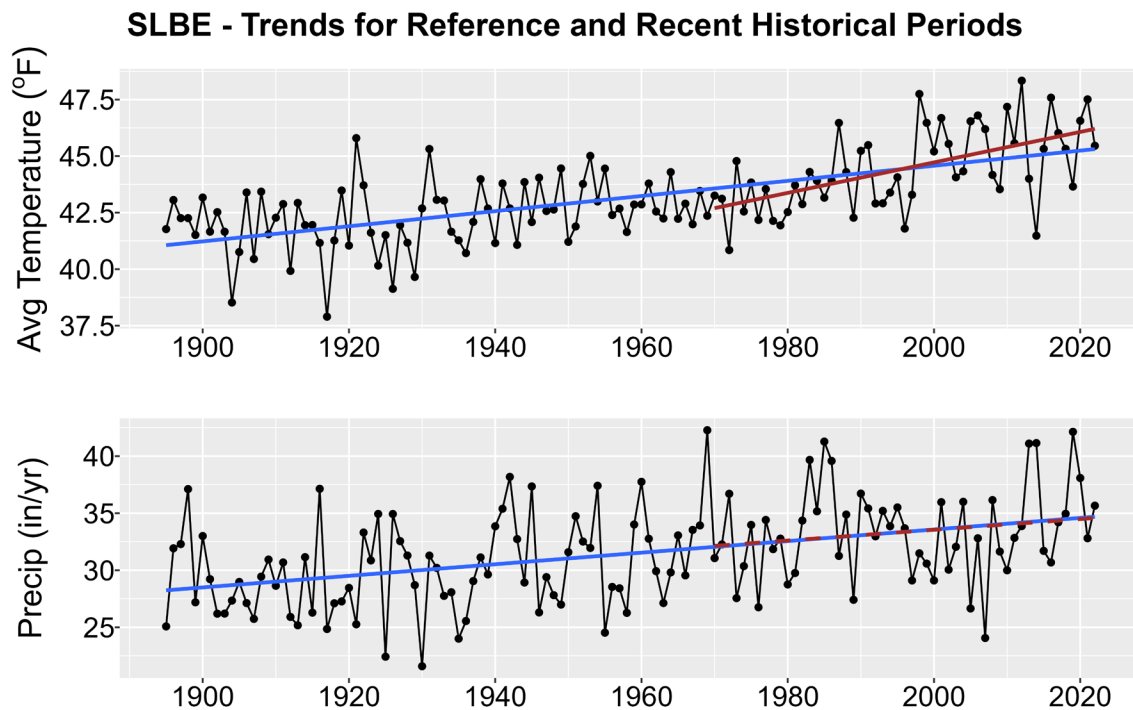 SLBE - Trends for Reference and Recent Historical Periods
Avg Temperature (°F)
47.5
45.0
42.5
40.0
37.5
1900 1920 1940 1960 1980 2000 2020
Precip (in/yr)
40
35
30
25
1900 1920 1940 1960 1980 2000 2020